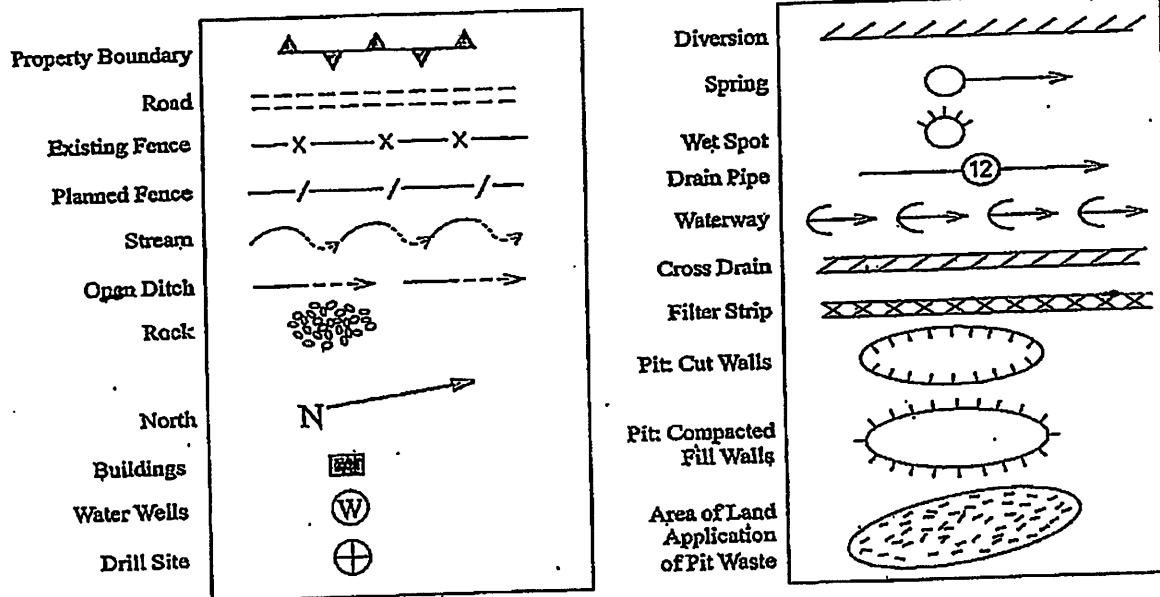 Property Boundary
Road
Existing Fence
Planned Fence
Stream
Open Ditch
Rock
North
N
Buildings
Water Wells
W
Drill Site
Diversion
Spring
Wet Spot
Drain Pipe
12
Waterway
Cross Drain
Filter Strip
Pit: Cut Walls
Pit: Compacted
Fill Walls
Area of Land
Application
of Pit Waste